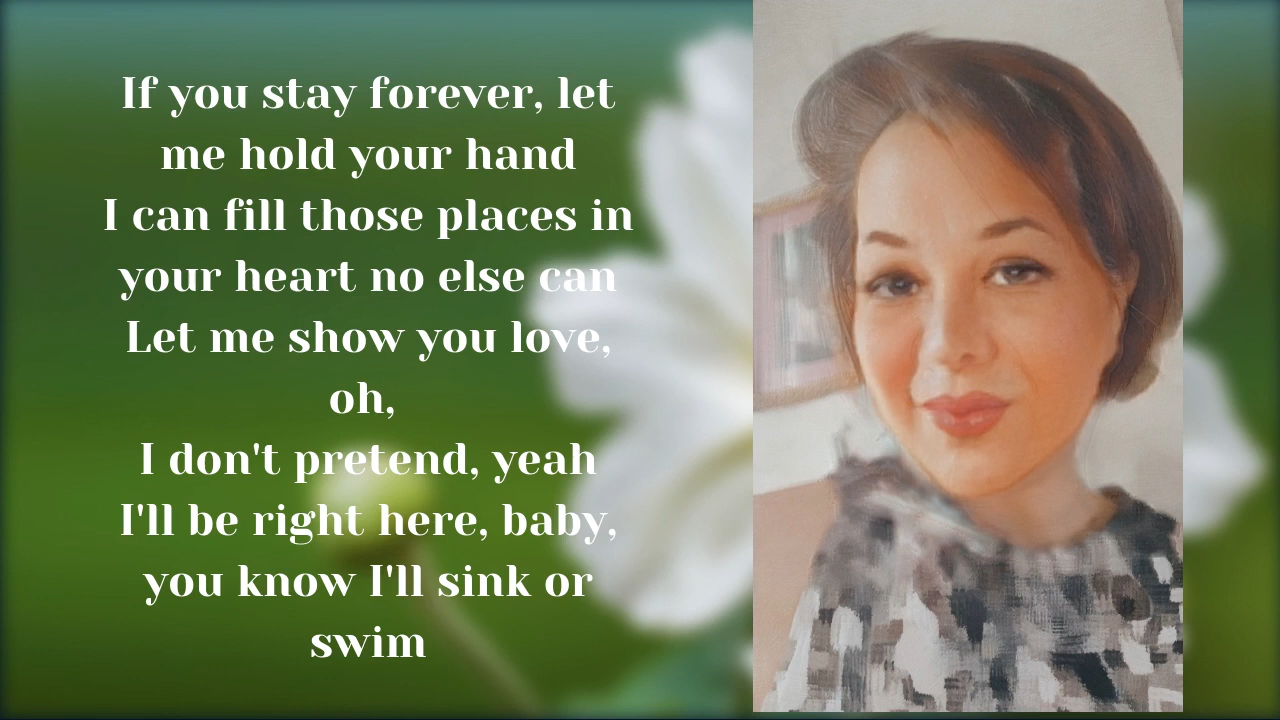 If you stay forever, let
me hold your hand
I can fill those places in
your heart no else can
Let me show you love,
oh,
I don't pretend, yeah
I'll be right here, baby,
you know I'll sink or
swim